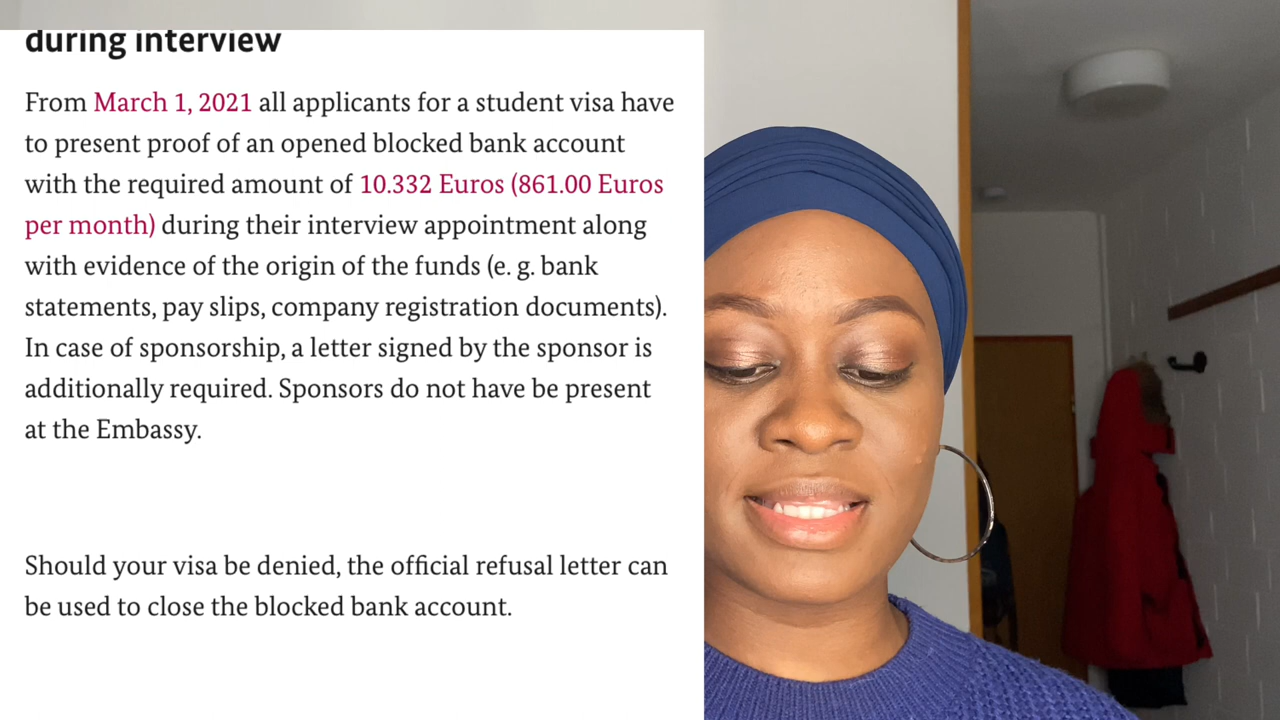 during interview
From March 1, 2021 all applicants for a student visa have
to present proof of an opened blocked bank account
with the required amount of 10.332 Euros (861.00 Euros
per month) during their interview appointment along
with evidence of the origin of the funds (e. g. bank
statements, pay slips, company registration documents).
In case of sponsorship, a letter signed by the sponsor is
additionally required. Sponsors do not have be present
at the Embassy.
Should your visa be denied, the official refusal letter can
be used to close the blocked bank account.